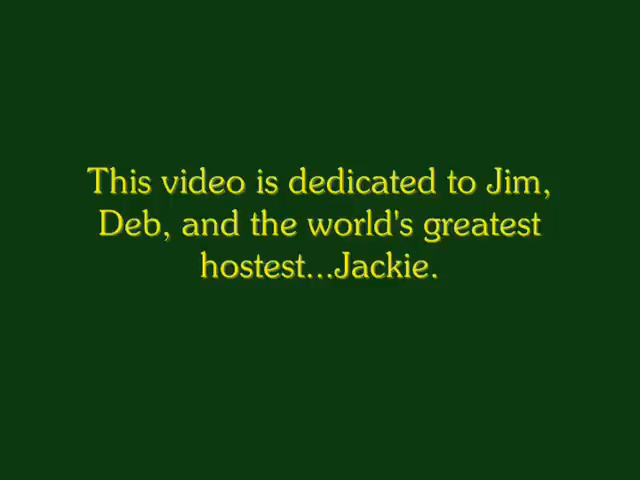 This video is dedicated to Jim,
Deb, and the world's greatest
hostest...Jackie.